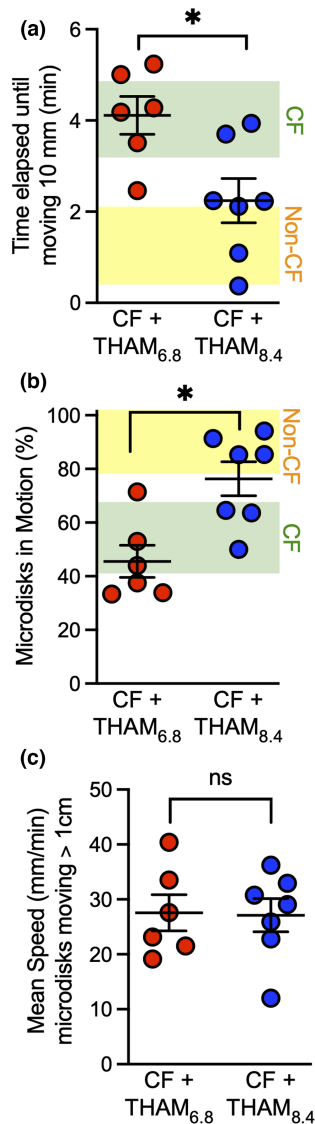 (a)
*
6
4
2
0
Time elapsed until
moving 10 mm (min)
CF
Non-CF
CF +
THAM6.8
CF +
THAM8.4
(b)
*
100
80
60
40
20
0
Microdisks in Motion (%)
Non-CF
CF
CF +
THAM6.8
CF +
THAM8.4
(c)
ns
50
40
30
20
10
0
Mean Speed (mm/min)
microdisks moving > 1cm
CF +
THAM6.8
CF +
THAM8.4